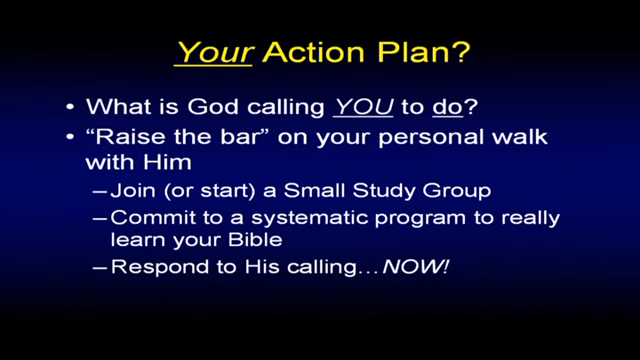 Your Action Plan?
• What is God calling YOU to do?
• “Raise the bar” on your personal walk
with Him
–Join (or start) a Small Study Group
–Commit to a systematic program to really
learn your Bible
–Respond to His calling…NOW!